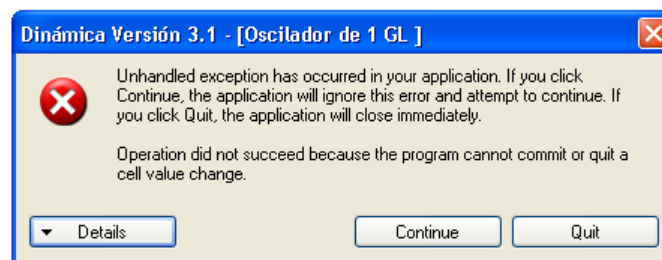 Dinámica Versión 3.1 - [Oscilador de 1 GL ]
Unhandled exception has occurred in your application. If you click
Continue, the application will ignore this error and attempt to continue. If
you click Quit, the application will close immediately.
Operation did not succeed because the program cannot commit or quit a
cell value change.
Details
Continue
Quit